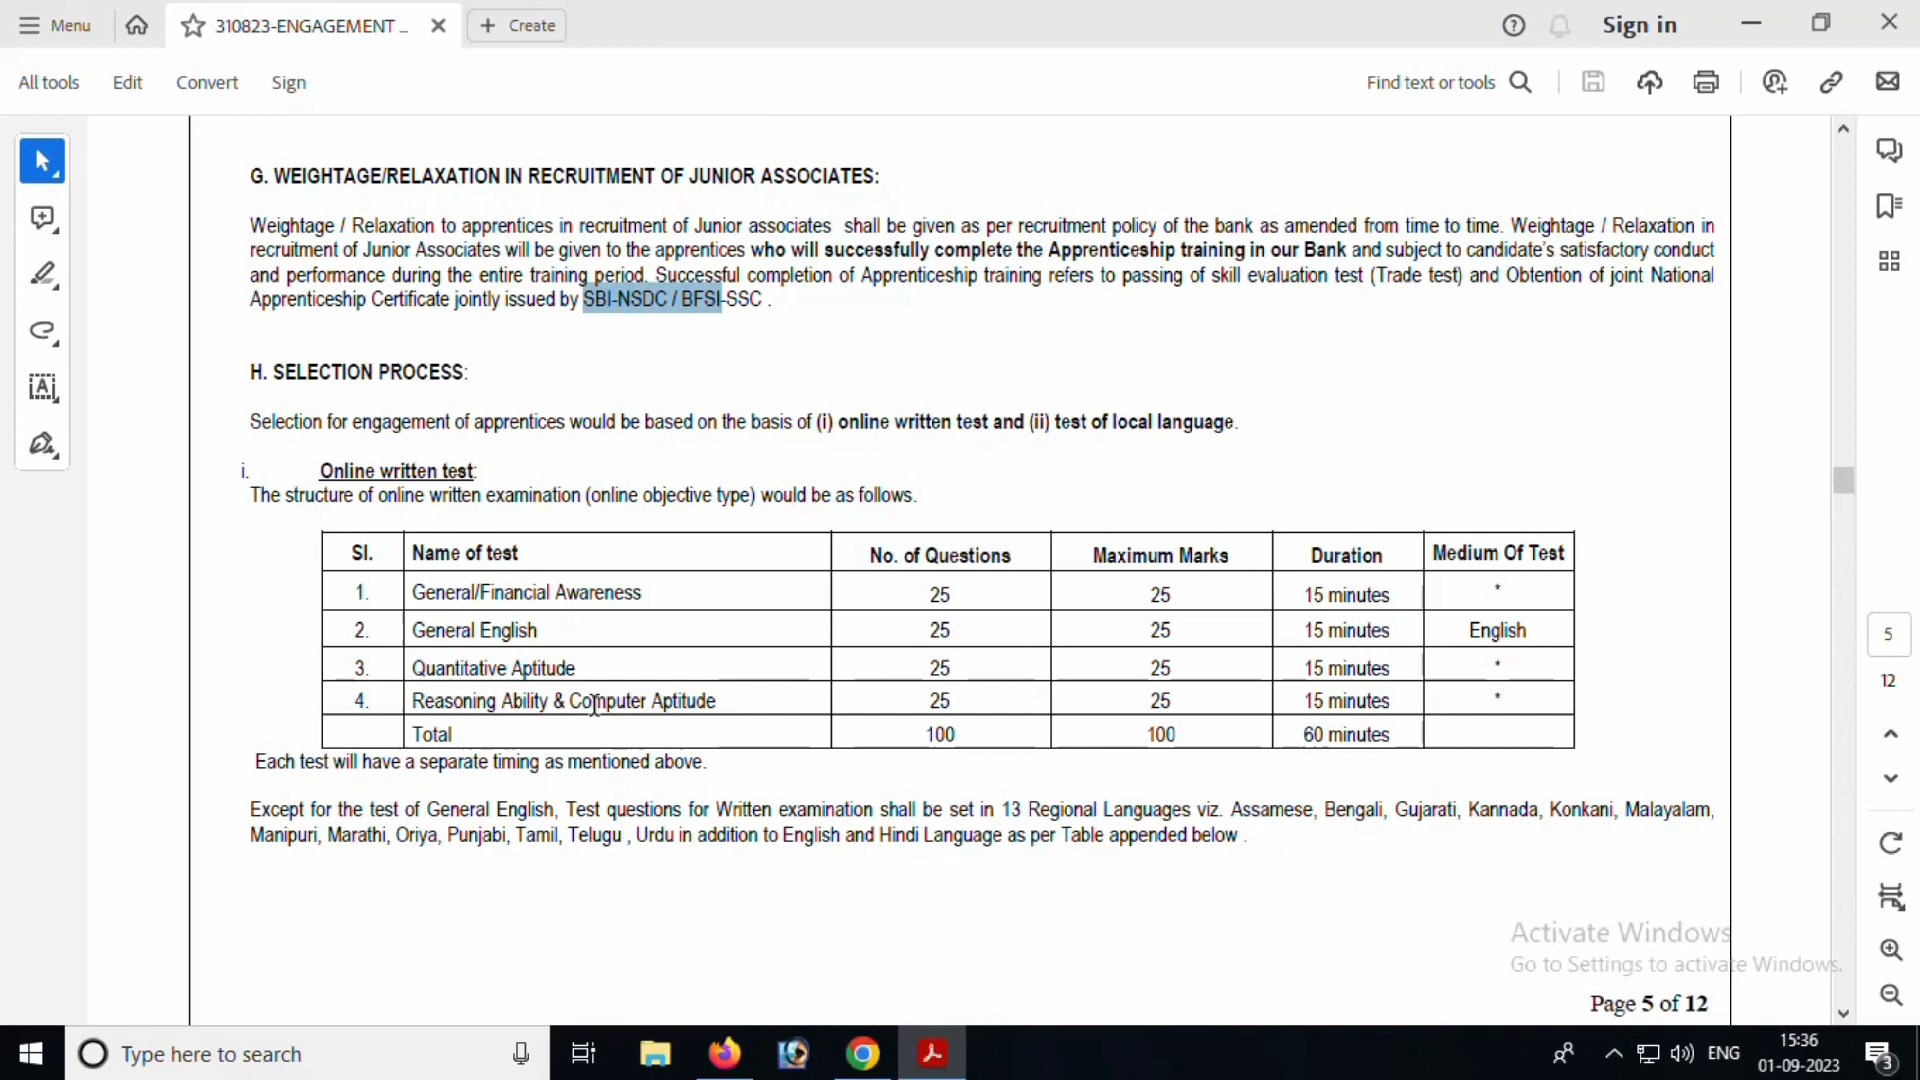 Menu
310823-ENGAGEMENT ...
Create
Sign in
All tools
Edit
Convert
Sign
Find text or tools
G. WEIGHTAGE/RELAXATION IN RECRUITMENT OF JUNIOR ASSOCIATES:
Weightage / Relaxation to apprentices in recruitment of Junior associates shall be given as per recruitment policy of the bank as amended from time to time. Weightage / Relaxation in
recruitment of Junior Associates will be given to the apprentices who will successfully complete the Apprenticeship training in our Bank and subject to candidate's satisfactory conduct
and performance during the entire training period. Successful completion of Apprenticeship training refers to passing of skill evaluation test (Trade test) and Obtention of joint National
Apprenticeship Certificate jointly issued by SBI-NSDC / BFSI-SSC .
H. SELECTION PROCESS:
Selection for engagement of apprentices would be based on the basis of (i) online written test and (ii) test of local language.
i. Online written test:
The structure of online written examination (online objective type) would be as follows.
Sl. Name of test No. of Questions Maximum Marks Duration Medium Of Test
1. General/Financial Awareness 25 25 15 minutes *
2. General English 25 25 15 minutes English
3. Quantitative Aptitude 25 25 15 minutes *
4. Reasoning Ability & Computer Aptitude 25 25 15 minutes *
Total 100 100 60 minutes
Each test will have a separate timing as mentioned above.
Except for the test of General English, Test questions for Written examination shall be set in 13 Regional Languages viz. Assamese, Bengali, Gujarati, Kannada, Konkani, Malayalam,
Manipuri, Marathi, Oriya, Punjabi, Tamil, Telugu , Urdu in addition to English and Hindi Language as per Table appended below .
5
12
Activate Windows
Go to Settings to activate Windows.
Page 5 of 12
Type here to search
ENG
15:36
01-09-2023
3